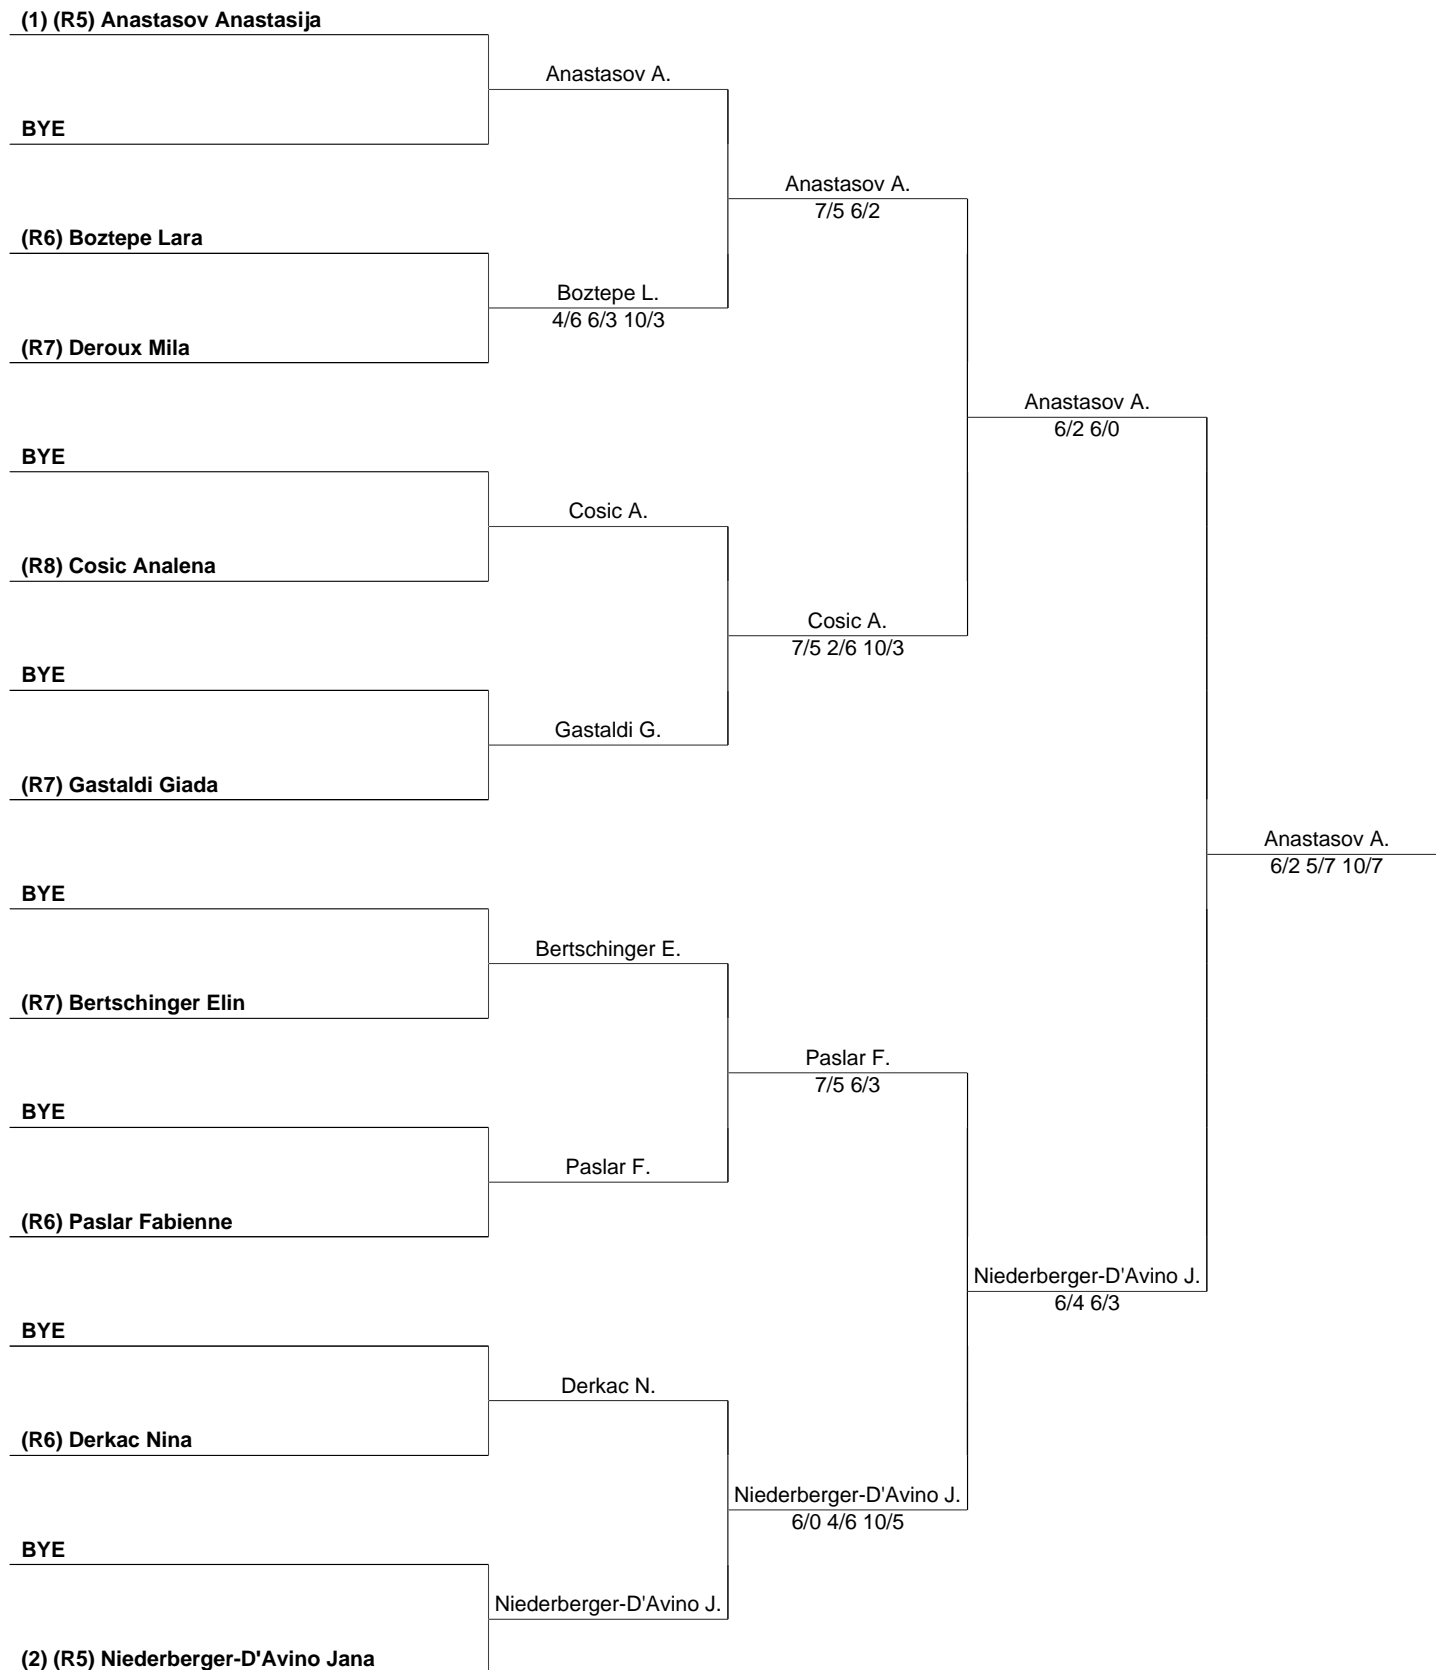 (1) (R5) Anastasov Anastasija
Anastasov A.
BYE
Anastasov A.
7/5 6/2
(R6) Boztepe Lara
Boztepe L.
4/6 6/3 10/3
(R7) Deroux Mila
Anastasov A.
6/2 6/0
BYE
Cosic A.
(R8) Cosic Analena
Cosic A.
7/5 2/6 10/3
BYE
Gastaldi G.
(R7) Gastaldi Giada
Anastasov A.
6/2 5/7 10/7
BYE
Bertschinger E.
(R7) Bertschinger Elin
Paslar F.
7/5 6/3
BYE
Paslar F.
(R6) Paslar Fabienne
Niederberger-D'Avino J.
6/4 6/3
BYE
Derkac N.
(R6) Derkac Nina
Niederberger-D'Avino J.
6/0 4/6 10/5
BYE
Niederberger-D'Avino J.
(2) (R5) Niederberger-D'Avino Jana